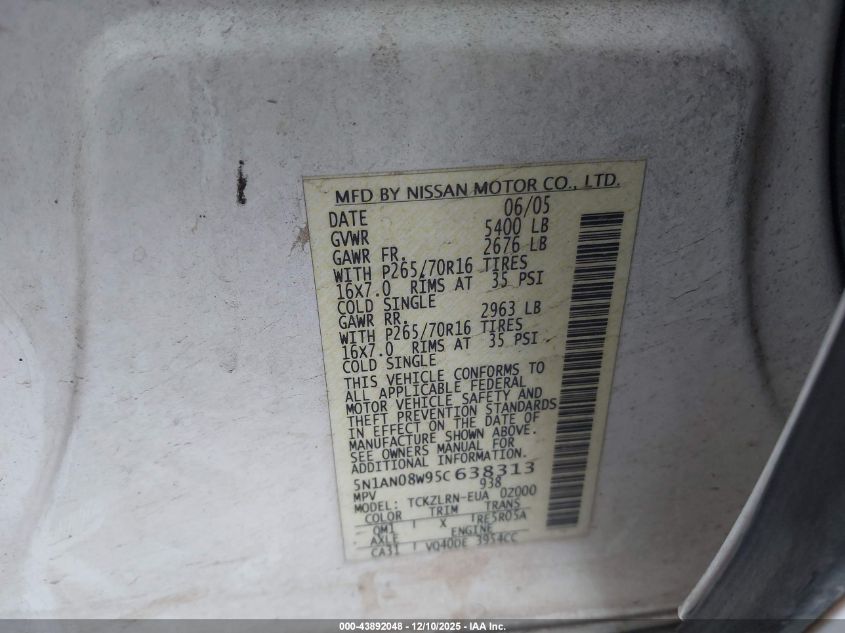 MFD BY NISSAN MOTOR CO., LTD.
DATE 06/05
GVWR 5400 LB
GAWR FR. 2676 LB
WITH P265/70R16 TIRES
16X7.0 RIMS AT 35 PSI
COLD SINGLE
GAWR RR. 2963 LB
WITH P265/70R16 TIRES
16X7.0 RIMS AT 35 PSI
COLD SINGLE
THIS VEHICLE CONFORMS TO
ALL APPLICABLE FEDERAL
MOTOR VEHICLE SAFETY AND
THEFT PREVENTION STANDARDS
IN EFFECT ON THE DATE OF
MANUFACTURE SHOWN ABOVE.
SEE OWNERS MANUAL FOR
ADDITIONAL INFORMATION.
5N1AN08W95C638313
MPV 938
MODEL: TCKZLRN-EUA 02000
COLOR TRIM TRANS
QM1 X TRE5R05A
AXLE ENGINE
CA31 VQ40DE 3954CC
000-43892048 - 12/10/2025 - IAA Inc.